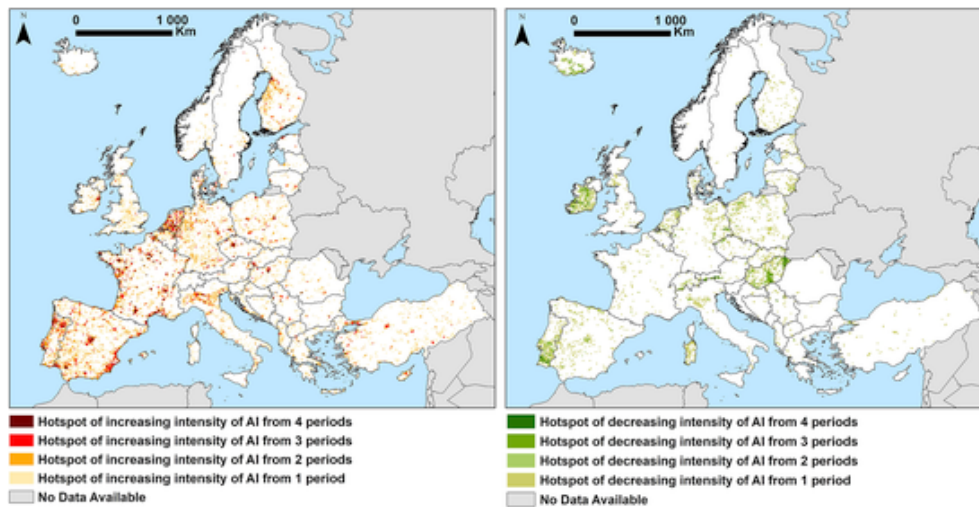 N
0 1 000
Km
Hotspot of increasing intensity of AI from 4 periods
Hotspot of increasing intensity of AI from 3 periods
Hotspot of increasing intensity of AI from 2 periods
Hotspot of increasing intensity of AI from 1 period
No Data Available
N
0 1 000
Km
Hotspot of decreasing intensity of AI from 4 periods
Hotspot of decreasing intensity of AI from 3 periods
Hotspot of decreasing intensity of AI from 2 periods
Hotspot of decreasing intensity of AI from 1 period
No Data Available